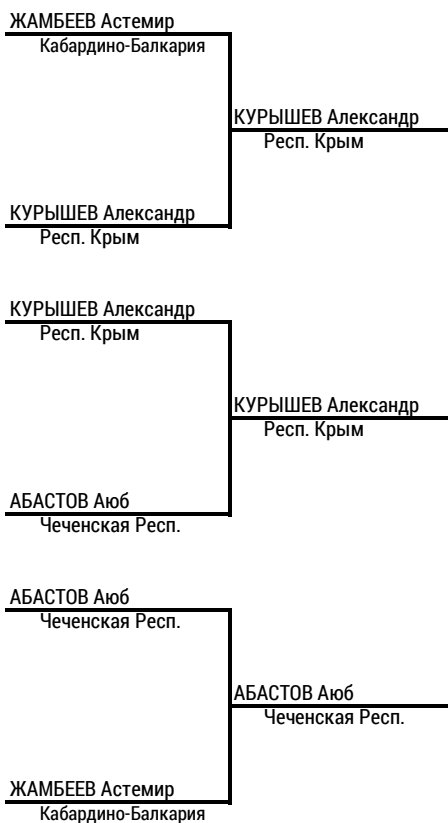 ЖАМБЕЕВ Астемир
Кабардино-Балкария
КУРЫШЕВ Александр
Респ. Крым
КУРЫШЕВ Александр
Респ. Крым
КУРЫШЕВ Александр
Респ. Крым
КУРЫШЕВ Александр
Респ. Крым
АБАСТОВ Аюб
Чеченская Респ.
АБАСТОВ Аюб
Чеченская Респ.
АБАСТОВ Аюб
Чеченская Респ.
ЖАМБЕЕВ Астемир
Кабардино-Балкария